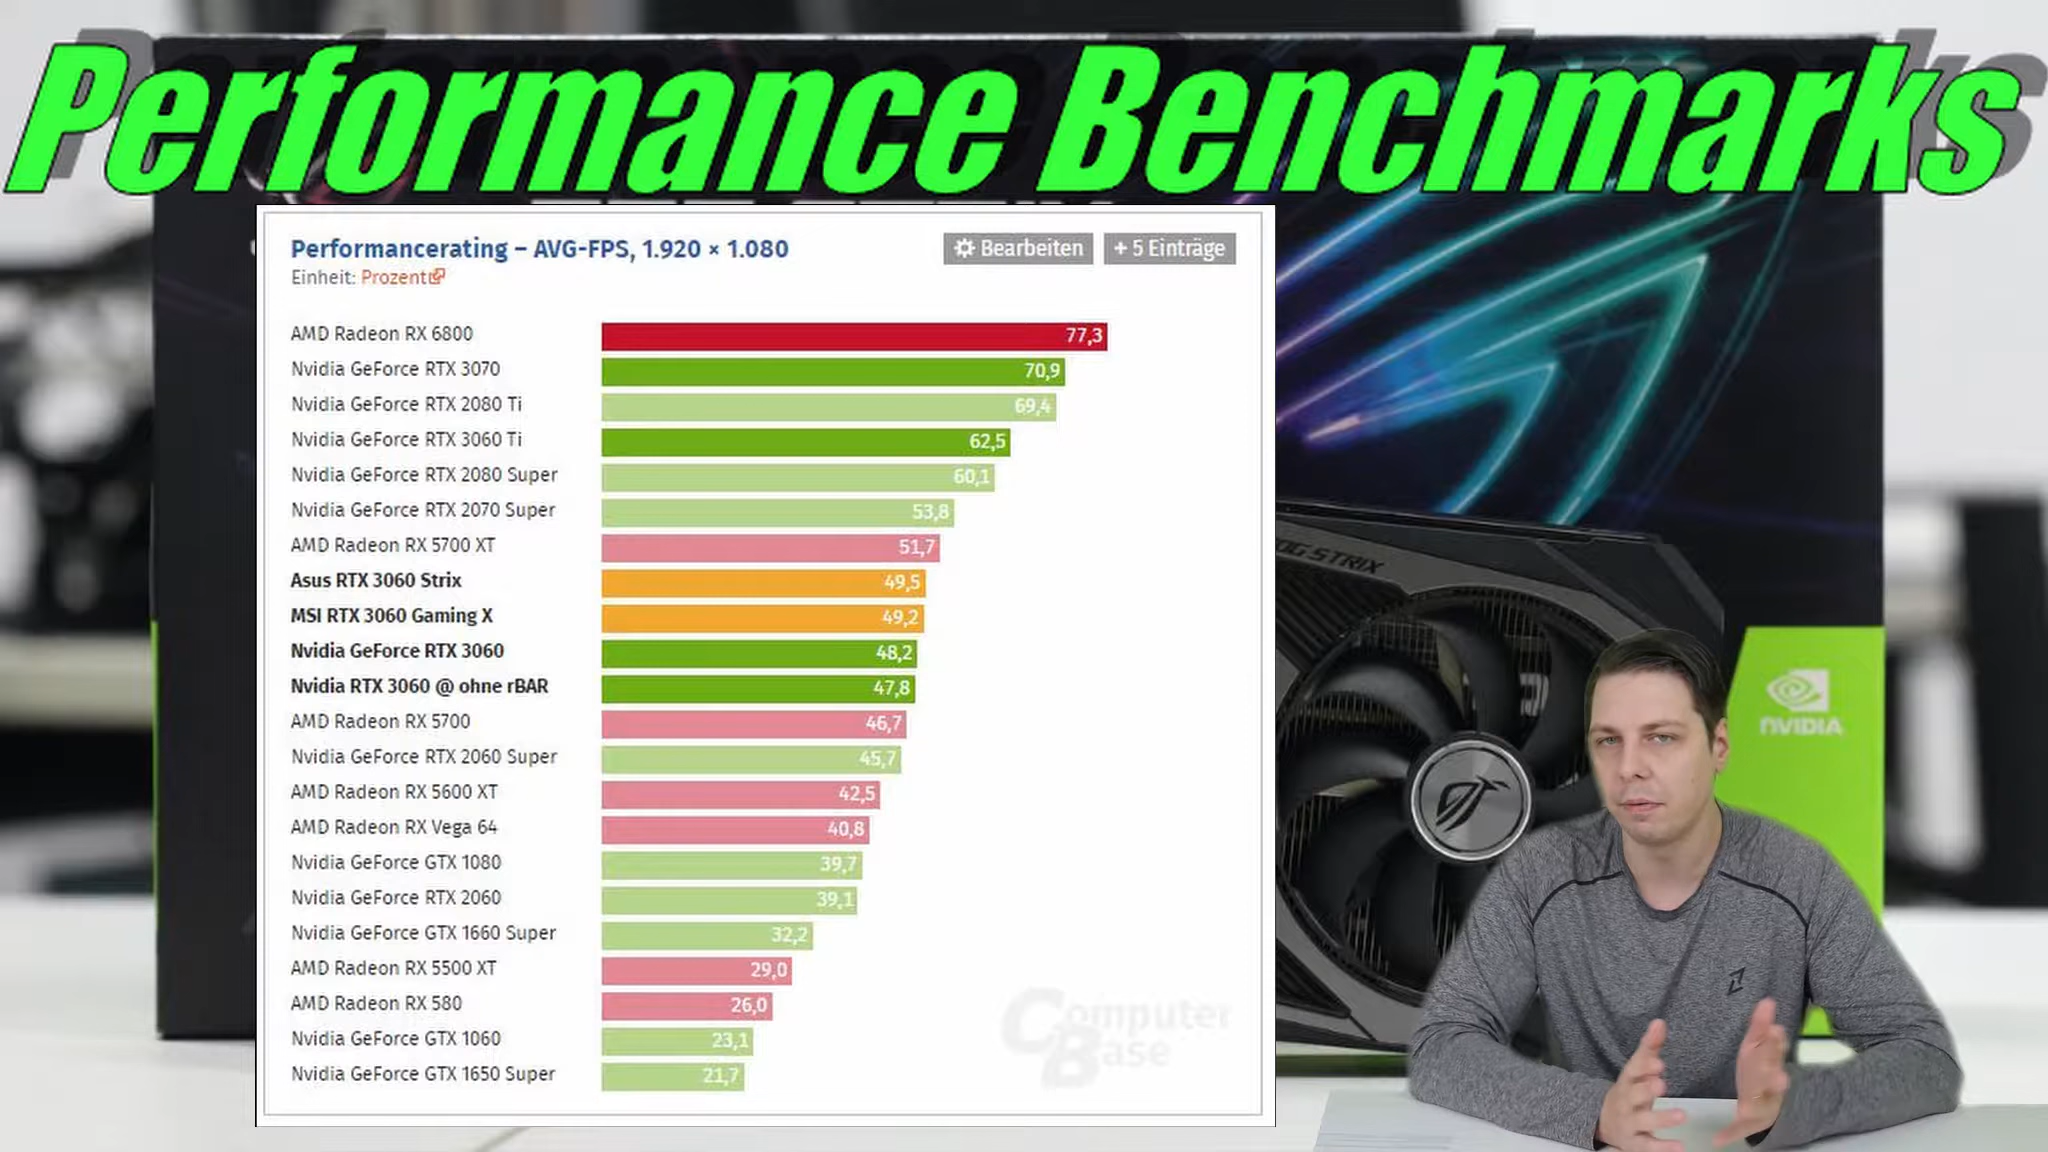 Performance Benchmarks
Performancerating – AVG-FPS, 1.920 × 1.080
Bearbeiten
+ 5 Einträge
Einheit: Prozent
AMD Radeon RX 6800 77,3
Nvidia GeForce RTX 3070 70,9
Nvidia GeForce RTX 2080 Ti 69,4
Nvidia GeForce RTX 3060 Ti 62,5
Nvidia GeForce RTX 2080 Super 60,1
Nvidia GeForce RTX 2070 Super 53,8
AMD Radeon RX 5700 XT 51,7
Asus RTX 3060 Strix 49,5
MSI RTX 3060 Gaming X 49,2
Nvidia GeForce RTX 3060 48,2
Nvidia RTX 3060 @ ohne rBAR 47,8
AMD Radeon RX 5700 46,7
Nvidia GeForce RTX 2060 Super 45,7
AMD Radeon RX 5600 XT 42,5
AMD Radeon RX Vega 64 40,8
Nvidia GeForce GTX 1080 39,7
Nvidia GeForce RTX 2060 39,1
Nvidia GeForce GTX 1660 Super 32,2
AMD Radeon RX 5500 XT 29,0
AMD Radeon RX 580 26,0
Nvidia GeForce GTX 1060 23,1
Nvidia GeForce GTX 1650 Super 21,7
Computer
Base
STRIX
NVIDIA